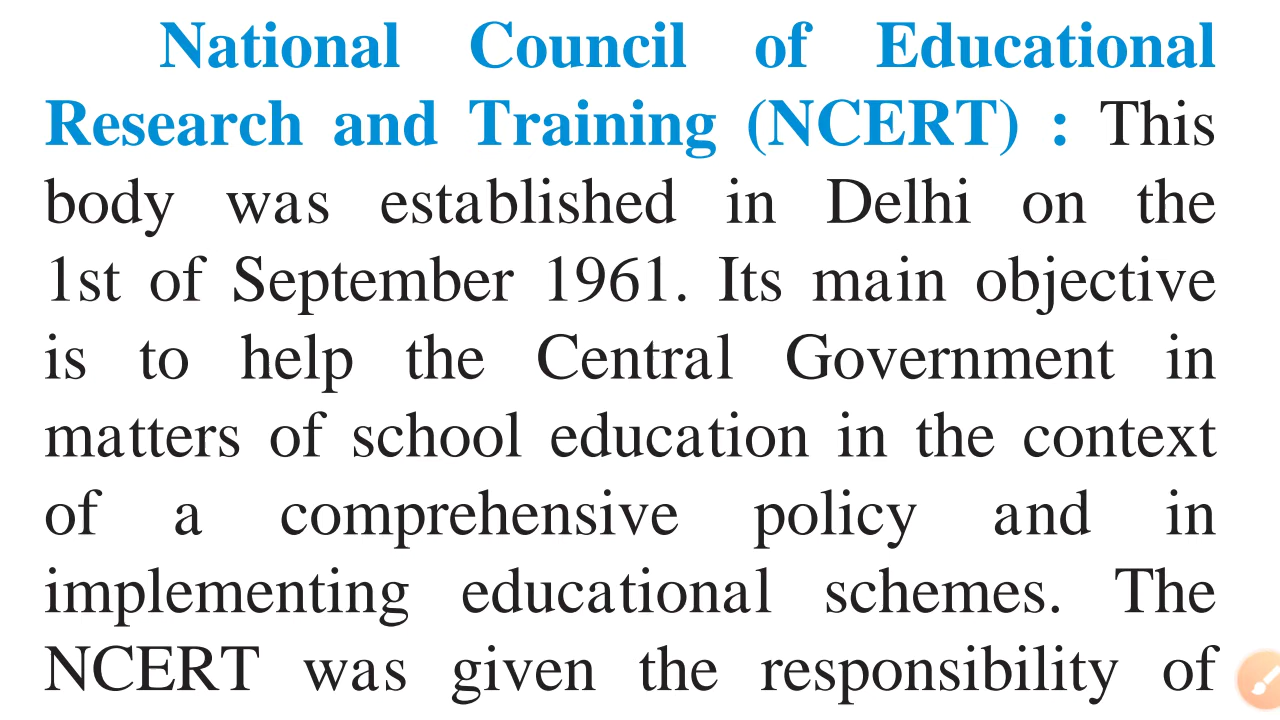 National Council of Educational
Research and Training (NCERT) : This
body was established in Delhi on the
1st of September 1961. Its main objective
is to help the Central Government in
matters of school education in the context
of a comprehensive policy and in
implementing educational schemes. The
NCERT was given the responsibility of